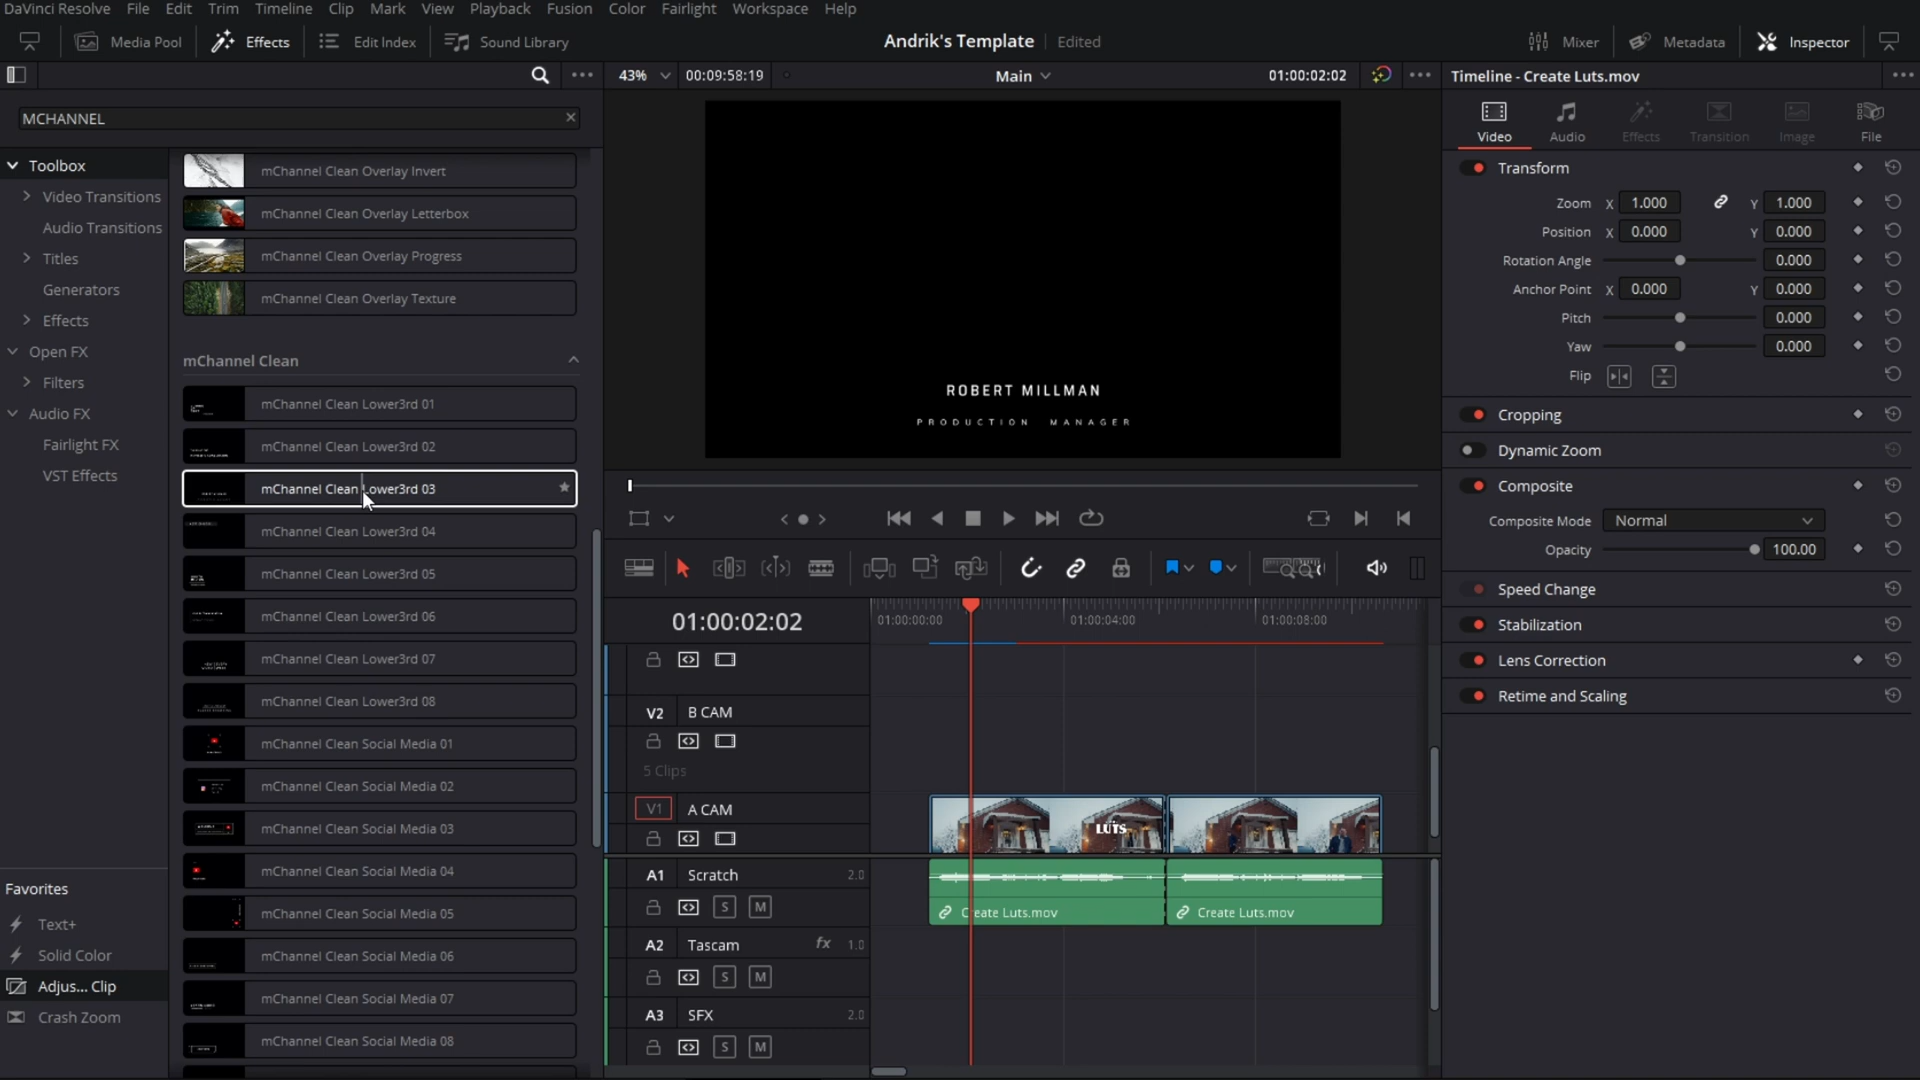 DaVinci Resolve File Edit Trim Timeline Clip Mark View Playback Fusion Color Fairlight Workspace Help
Media Pool Effects Edit Index Sound Library Andrik's Template Edited Mixer Metadata Inspector
43% 00:09:58:19 Main 01:00:02:02 Timeline - Create Luts.mov
MCHANNEL
Toolbox
Video Transitions
Audio Transitions
Titles
Generators
Effects
Open FX
Filters
Audio FX
Fairlight FX
VST Effects
Favorites
Text+
Solid Color
Adjus... Clip
Crash Zoom
mChannel Clean Overlay Invert
mChannel Clean Overlay Letterbox
mChannel Clean Overlay Progress
mChannel Clean Overlay Texture
mChannel Clean
mChannel Clean Lower3rd 01
mChannel Clean Lower3rd 02
mChannel Clean Lower3rd 03
mChannel Clean Lower3rd 04
mChannel Clean Lower3rd 05
mChannel Clean Lower3rd 06
mChannel Clean Lower3rd 07
mChannel Clean Lower3rd 08
mChannel Clean Social Media 01
mChannel Clean Social Media 02
mChannel Clean Social Media 03
mChannel Clean Social Media 04
mChannel Clean Social Media 05
mChannel Clean Social Media 06
mChannel Clean Social Media 07
mChannel Clean Social Media 08
ROBERT MILLMAN
PRODUCTION MANAGER
01:00:02:02
01:00:00:00 01:00:04:00 01:00:08:00
V2 B CAM
5 Clips
V1 A CAM
LUTS
A1 Scratch 2.0
S M
Create Luts.mov Create Luts.mov
A2 Tascam fx 1.0
S M
A3 SFX 2.0
S M
Video Audio Effects Transition Image File
Transform
Zoom X 1.000 Y 1.000
Position X 0.000 Y 0.000
Rotation Angle 0.000
Anchor Point X 0.000 Y 0.000
Pitch 0.000
Yaw 0.000
Flip
Cropping
Dynamic Zoom
Composite
Composite Mode Normal
Opacity 100.00
Speed Change
Stabilization
Lens Correction
Retime and Scaling